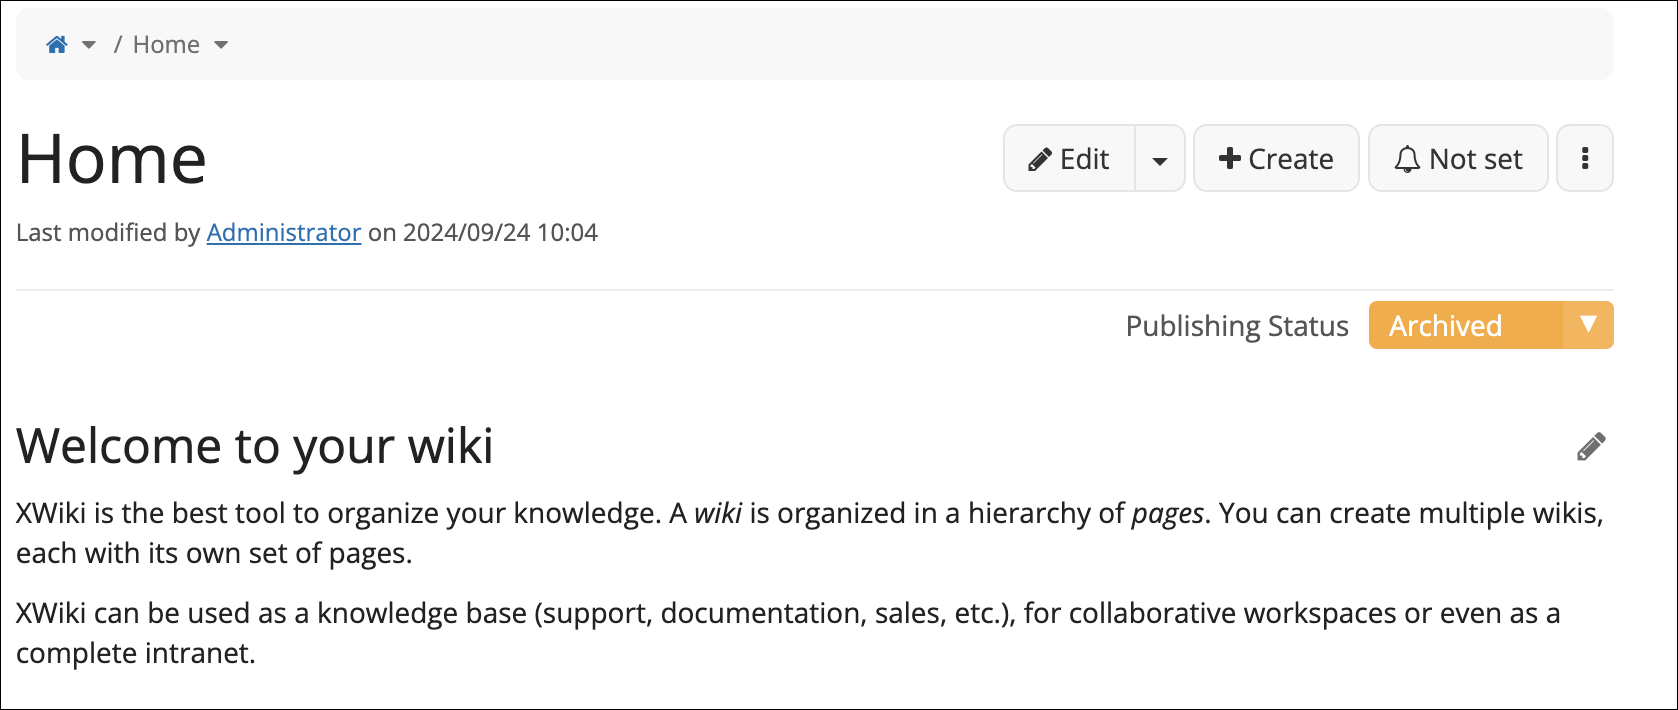 / Home
Home
Edit
Create
Not set
Last modified by Administrator on 2024/09/24 10:04
Publishing Status Archived
Welcome to your wiki
XWiki is the best tool to organize your knowledge. A wiki is organized in a hierarchy of pages. You can create multiple wikis,
each with its own set of pages.
XWiki can be used as a knowledge base (support, documentation, sales, etc.), for collaborative workspaces or even as a
complete intranet.